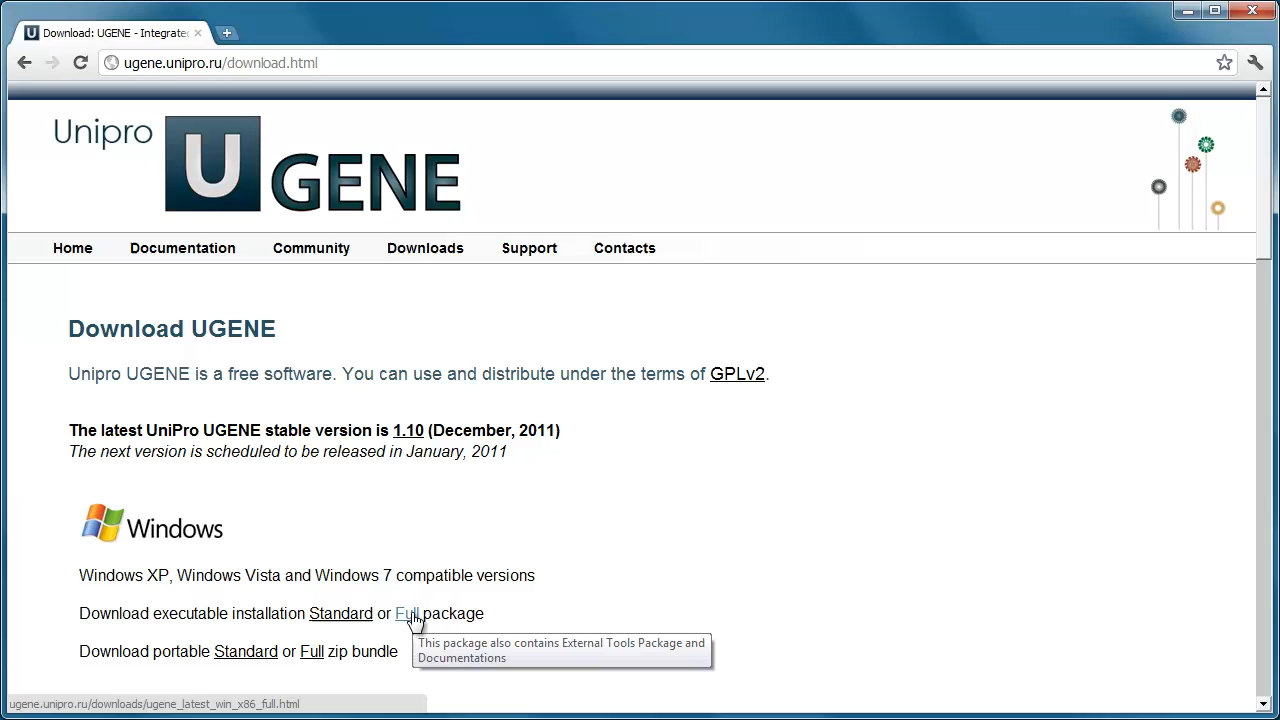 Download: UGENE - Integrated
ugene.unipro.ru/download.html
Unipro
U
GENE
Home Documentation Community Downloads Support Contacts
Download UGENE
Unipro UGENE is a free software. You can use and distribute under the terms of GPLv2.
The latest UniPro UGENE stable version is 1.10 (December, 2011)
The next version is scheduled to be released in January, 2011
Windows
Windows XP, Windows Vista and Windows 7 compatible versions
Download executable installation Standard or Full package
This package also contains External Tools Package and
Documentations
Download portable Standard or Full zip bundle
ugene.unipro.ru/downloads/ugene_latest_win_x86_full.html